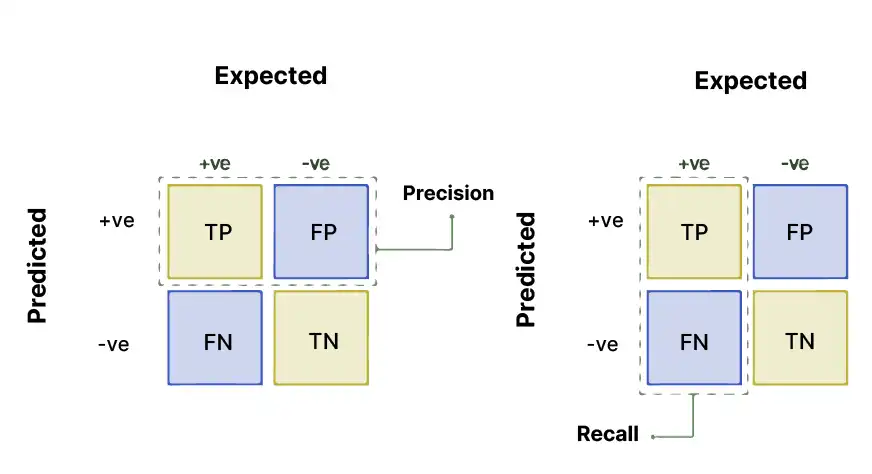 Expected
+ve -ve
Precision
Predicted
+ve
TP FP
-ve
FN TN
Expected
+ve -ve
Predicted
+ve
TP FP
-ve
FN TN
Recall